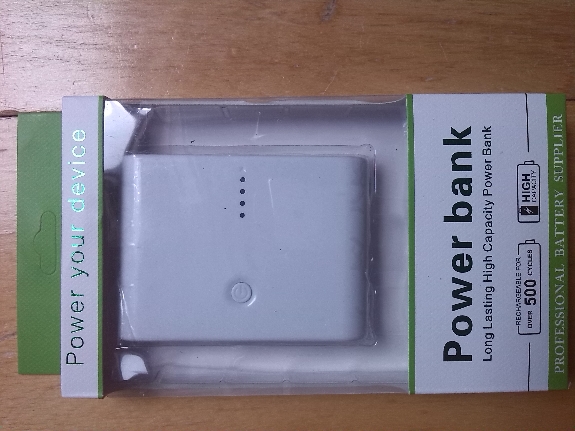 Power your device
Power bank
Long Lasting High Capacity Power Bank
RECHARGEABLE FOR
OVER 500 CYCLES
HIGH
CAPACITY
PROFESSIONAL BATTERY SUPPLIER